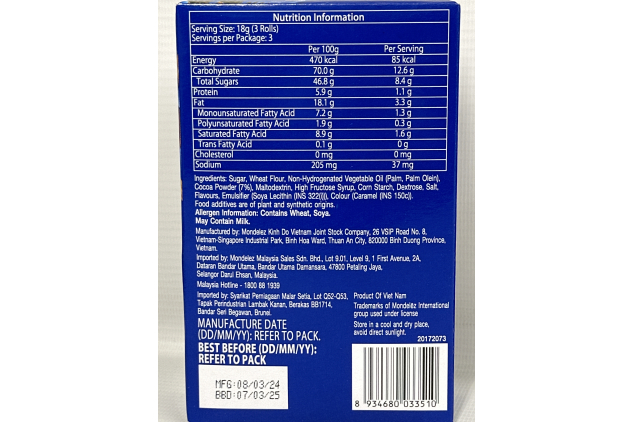 Nutrition Information
Serving Size: 18g (3 Rolls)
Servings per Package: 3
Per 100g Per Serving
Energy 470 kcal 85 kcal
Carbohydrate 70.0 g 12.6 g
Total Sugars 46.8 g 8.4 g
Protein 5.9 g 1.1 g
Fat 18.1 g 3.3 g
Monounsaturated Fatty Acid 7.2 g 1.3 g
Polyunsaturated Fatty Acid 1.9 g 0.3 g
Saturated Fatty Acid 8.9 g 1.6 g
Trans Fatty Acid 0.1 g 0 g
Cholesterol 0 mg 0 mg
Sodium 205 mg 37 mg
Ingredients: Sugar, Wheat Flour, Non-Hydrogenated Vegetable Oil (Palm, Palm Olein),
Cocoa Powder (7%), Maltodextrin, High Fructose Syrup, Corn Starch, Dextrose, Salt,
Flavours, Emulsifier (Soya Lecithin (INS 322(i)), Colour (Caramel (INS 150c)).
Food additives are of plant and synthetic origins.
Allergen Information: Contains Wheat, Soya.
May Contain Milk.
Manufactured by: Mondelez Kinh Do Vietnam Joint Stock Company, 26 VSIP Road No. 8,
Vietnam-Singapore Industrial Park, Binh Hoa Ward, Thuan An City, 820000 Binh Duong Province,
Vietnam.
Imported by: Mondelez Malaysia Sales Sdn. Bhd., Lot 9.01, Level 9, 1 First Avenue, 2A,
Dataran Bandar Utama, Bandar Utama Damansara, 47800 Petaling Jaya,
Selangor Darul Ehsan, Malaysia.
Malaysia Hotline - 1800 88 1939
Imported by: Syarikat Perniagaan Malar Setia, Lot Q52-Q53,
Tapak Perindustrian Lambak Kanan, Berakas BB1714,
Bandar Seri Begawan, Brunei.
MANUFACTURE DATE
(DD/MM/YY): REFER TO PACK.
BEST BEFORE (DD/MM/YY):
REFER TO PACK
MFG:08/03/24
BBD:07/03/25
Product Of Viet Nam
Trademarks of Mondelēz International
group used under license
Store in a cool and dry place,
avoid direct sunlight.
20172073
8 934680 033510